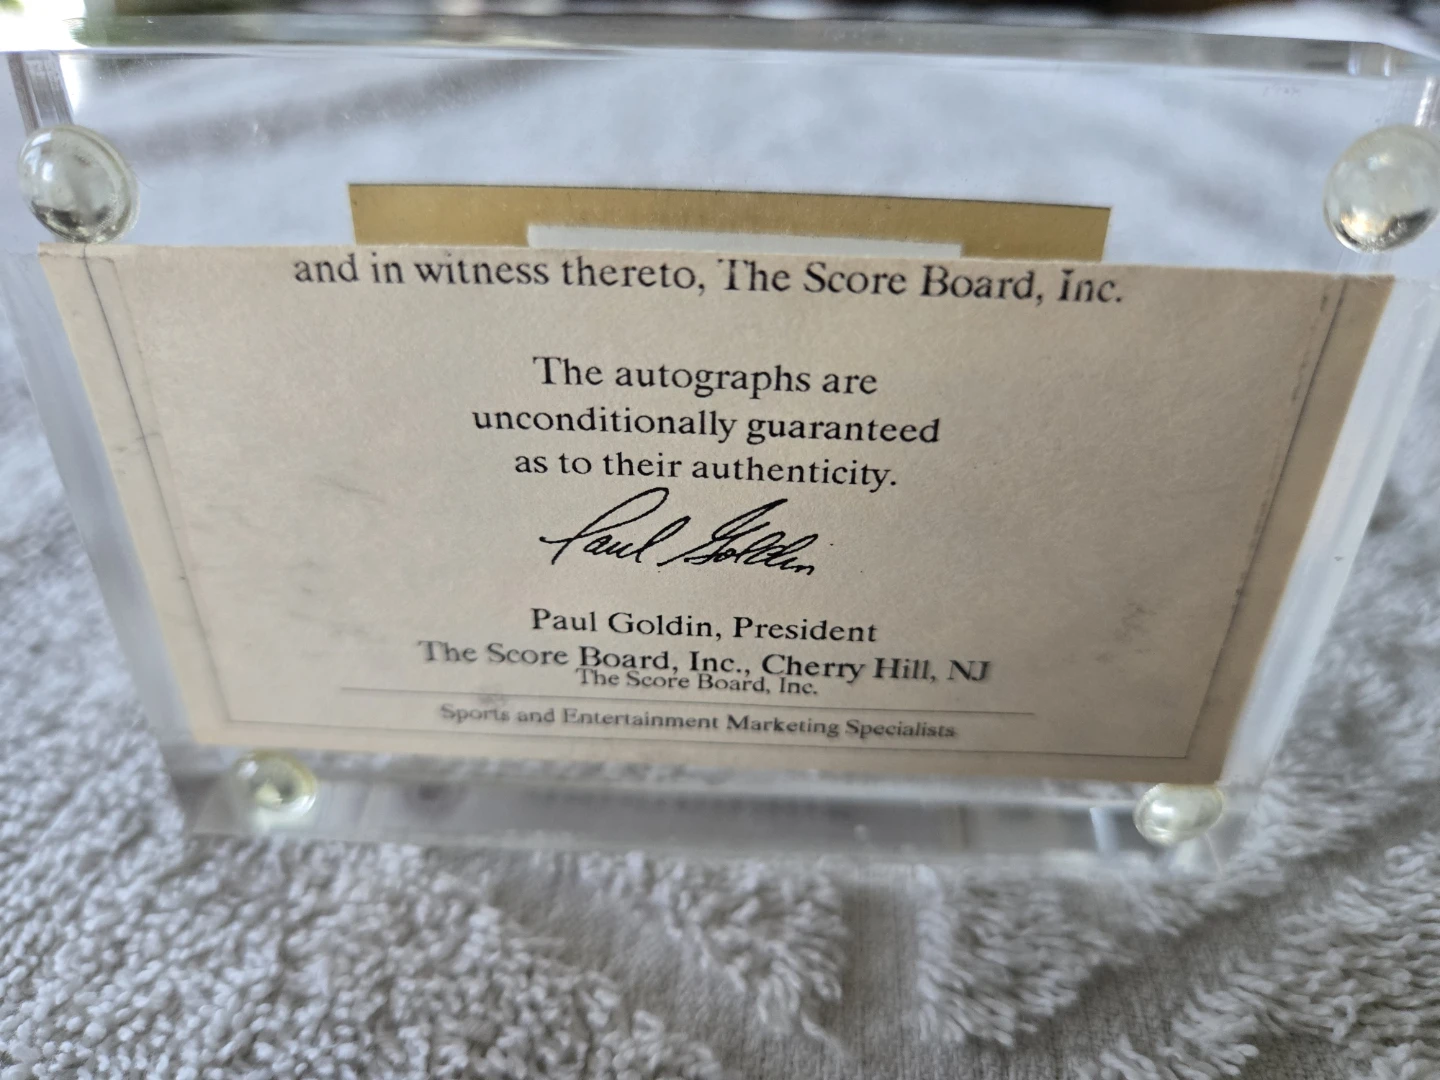 and in witness thereto, The Score Board, Inc.
The autographs are
unconditionally guaranteed
as to their authenticity.
Paul Goldin
Paul Goldin, President
The Score Board, Inc., Cherry Hill, NJ
The Score Board, Inc.
Sports and Entertainment Marketing Specialists